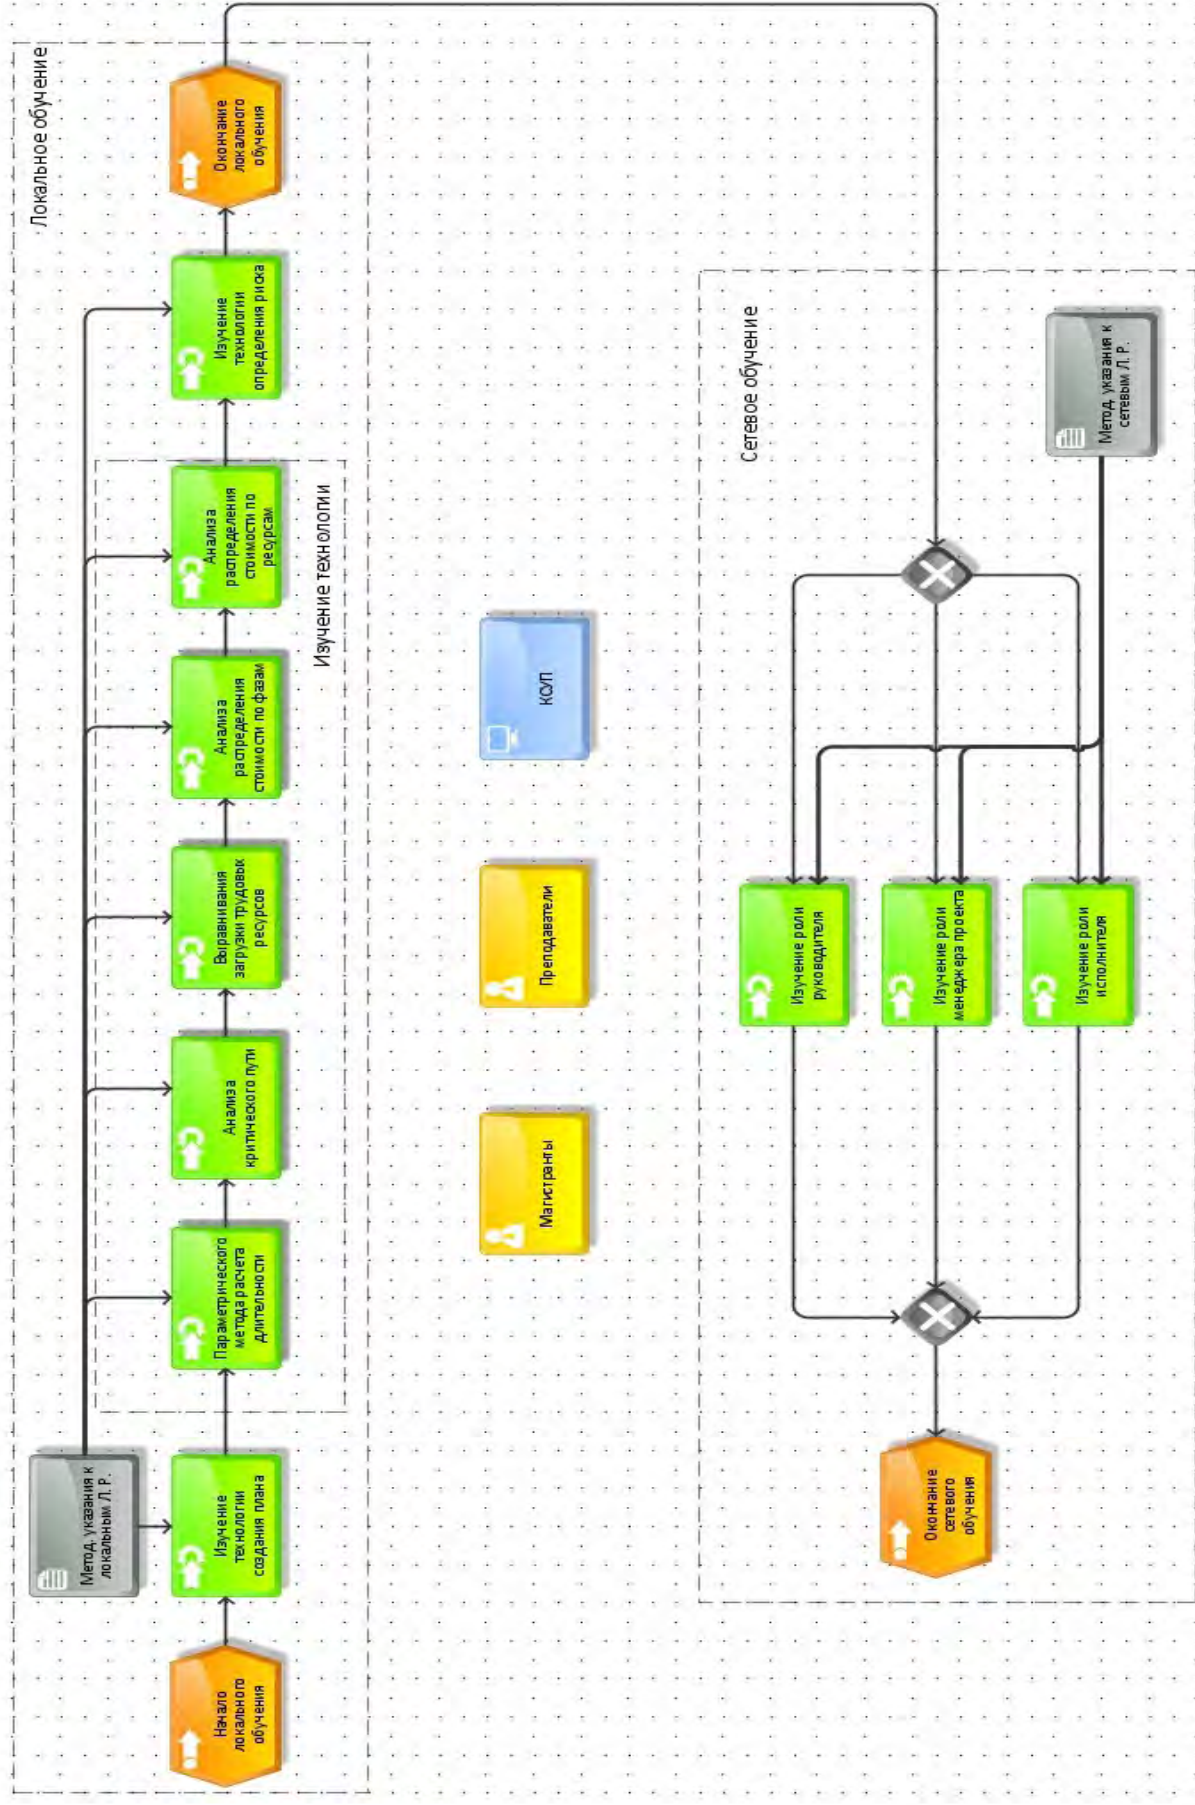 Локальное обучение
Метод. указания к
локальным Л. Р.
Начало
локального
обучения
Изучение
технологии
создания плана
Параметрического
метода расчета
длительности
Анализа
критического пути
Выравнивания
загрузки трудовых
ресурсов
Анализа
распределения
стоимости по фазам
Анализа
распределения
стоимости по
ресурсам
Изучение
технологии
определения риска
Окончание
локального
обучения
Изучение технологии
Магистранты
Преподаватели
КСУП
Сетевое обучение
Окончание
сетевого
обучения
Изучение роли
руководителя
Изучение роли
менеджера проекта
Изучение роли
исполнителя
Метод. указания к
сетевым Л. Р.